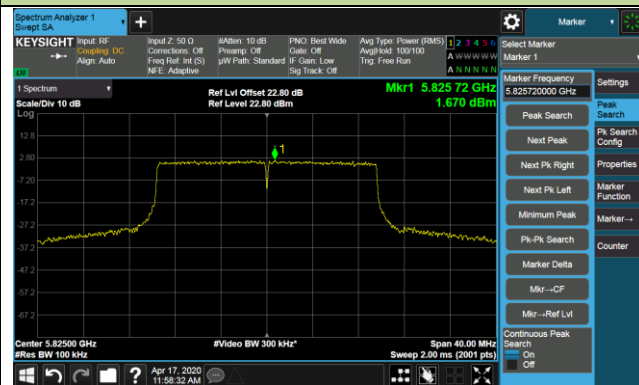 Spectrum Analyzer 1
Swept SA
+
Marker
KEYSIGHT
Input: RF
Coupling: DC
Align: Auto
Input Z: 50 Ω
Corrections: Off
Freq Ref: Int (S)
NFE: Adaptive
#Atten: 10 dB
Preamp: Off
µW Path: Standard
PNO: Best Wide
Gate: Off
IF Gain: Low
Sig Track: Off
Avg Type: Power (RMS)
Avg|Hold: 100/100
Trig: Free Run
1 2 3 4 5 6
A W W W W W
A N N N N N
Select Marker
Marker 1
1 Spectrum
Scale/Div 10 dB
Log
Ref Lvl Offset 22.80 dB
Ref Level 22.80 dBm
Mkr1 5.825 72 GHz
1.670 dBm
12.8
2.80
-7.20
-17.2
-27.2
-37.2
-47.2
-57.2
-67.2
1
Center 5.82500 GHz
#Res BW 100 kHz
#Video BW 300 kHz*
Span 40.00 MHz
Sweep 2.00 ms (2001 pts)
Marker Frequency
5.825720000 GHz
Peak Search
Next Peak
Next Pk Right
Next Pk Left
Minimum Peak
Pk-Pk Search
Marker Delta
Mkr→CF
Mkr→Ref Lvl
Continuous Peak
Search
On
Off
Settings
Peak
Search
Pk Search
Config
Properties
Marker
Function
Marker→
Counter
?
Apr 17, 2020
11:58:32 AM